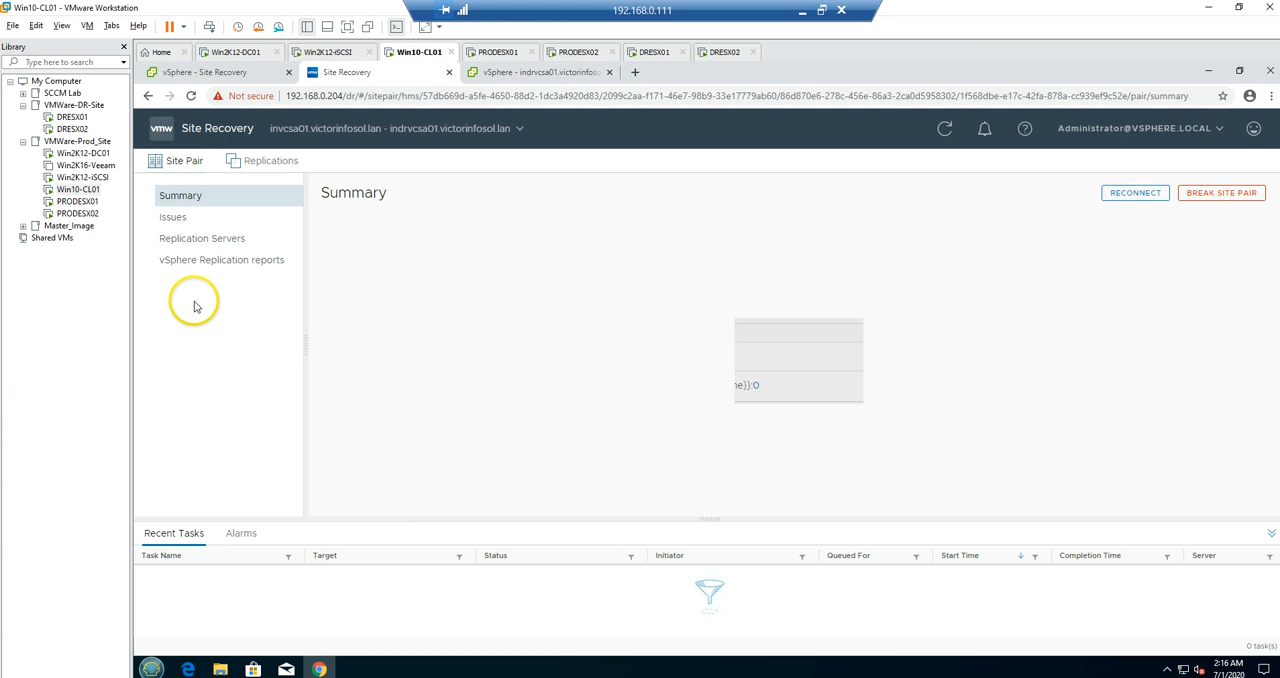 Win10-CL01 - VMware Workstation
192.168.0.111
File Edit View VM Tabs Help
Library
Type here to search
My Computer
SCCM Lab
VMWare-DR-Site
DRESX01
DRESX02
VMWare-Prod_Site
Win2K12-DC01
Win2K16-Veeam
Win2K12-iSCSI
Win10-CL01
PRODESX01
PRODESX02
Master_Image
Shared VMs
Home Win2K12-DC01 Win2K12-iSCSI Win10-CL01 PRODESX01 PRODESX02 DRESX01 DRESX02
vSphere - Site Recovery Site Recovery vSphere - indrvcsa01.victorinfosol
Not secure 192.168.0.204/dr/#/sitepair/hms/57db669d-a5fe-4650-88d2-1dc3a4920d83/2099c2aa-f171-46e7-98b9-33e17779ab60/86d870e6-278c-456e-86a3-2ca0d5958302/1f568dbe-e17c-42fa-878a-cc939ef9c52e/pair/summary
vmw Site Recovery invcsa01.victorinfosol.lan - indrvcsa01.victorinfosol.lan Administrator@VSPHERE.LOCAL
Site Pair Replications
Summary
Issues
Replication Servers
vSphere Replication reports
Summary
RECONNECT BREAK SITE PAIR
ne}}:0
Recent Tasks Alarms
Task Name Target Status Initiator Queued For Start Time Completion Time Server
0 task(s)
2:16 AM
7/1/2020